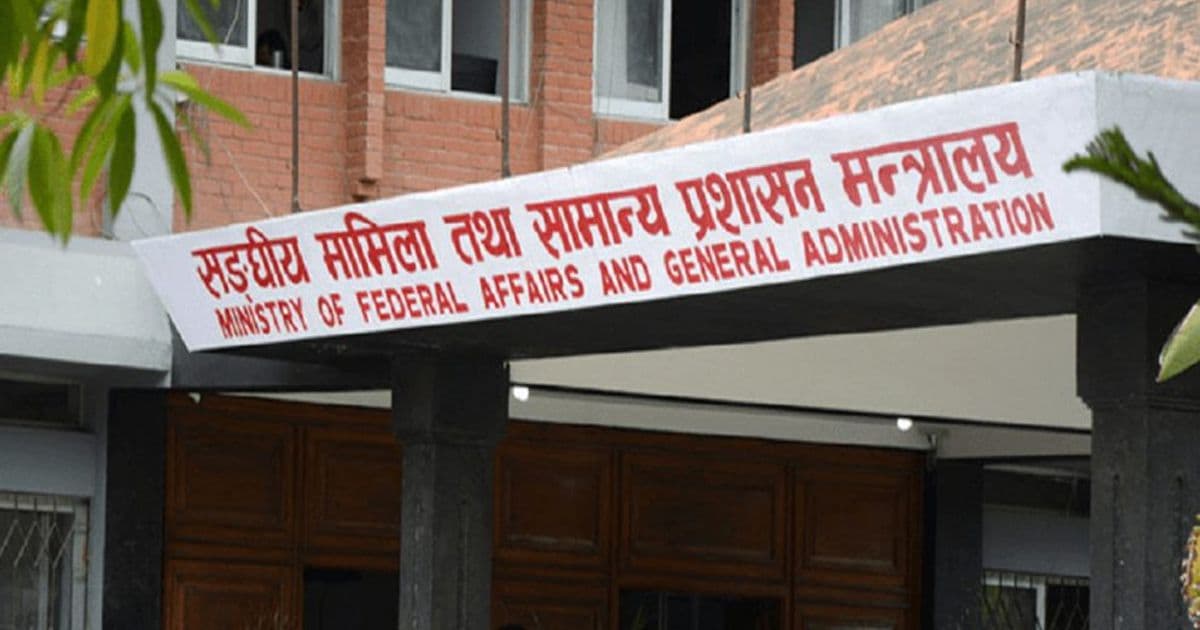 सङ्घीय मामिला तथा सामान्य प्रशासन मन्त्रालय
MINISTRY OF FEDERAL AFFAIRS AND GENERAL ADMINISTRATION